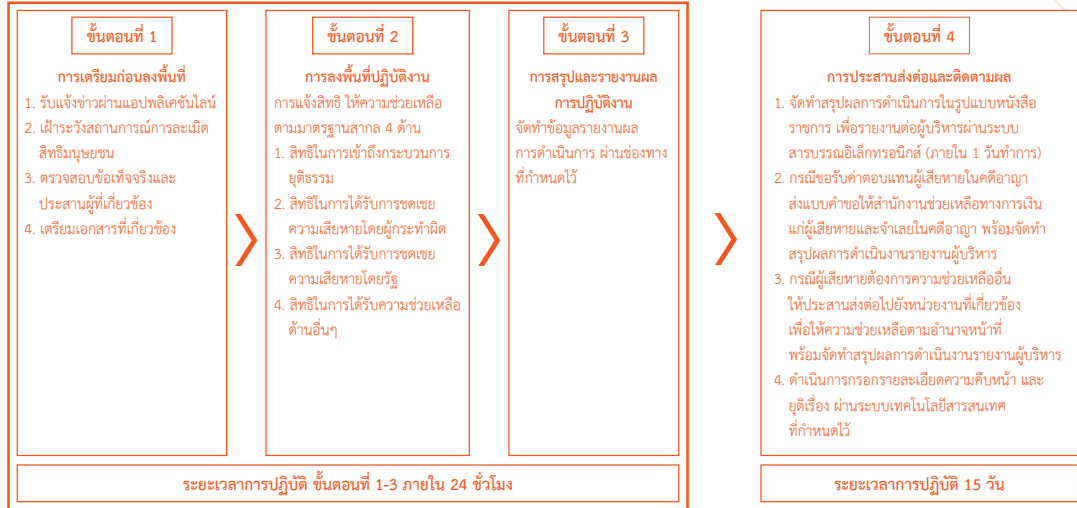 ขั้นตอนที่ 1
การเตรียมก่อนลงพื้นที่
1. รับแจ้งข่าวผ่านแอปพลิเคชันไลน์
2. เฝ้าระวังสถานการณ์การละเมิด
สิทธิมนุษยชน
3. ตรวจสอบข้อเท็จจริงและ
ประสานผู้ที่เกี่ยวข้อง
4. เตรียมเอกสารที่เกี่ยวข้อง
ขั้นตอนที่ 2
การลงพื้นที่ปฏิบัติงาน
การแจ้งสิทธิ ให้ความช่วยเหลือ
ตามมาตรฐานสากล 4 ด้าน
1. สิทธิในการเข้าถึงกระบวนการ
ยุติธรรม
2. สิทธิในการได้รับการชดเชย
ความเสียหายโดยผู้กระทำผิด
3. สิทธิในการได้รับการชดเชย
ความเสียหายโดยรัฐ
4. สิทธิในการได้รับความช่วยเหลือ
ด้านอื่นๆ
ขั้นตอนที่ 3
การสรุปและรายงานผล
การปฏิบัติงาน
จัดทำข้อมูลรายงานผล
การดำเนินการ ผ่านช่องทาง
ที่กำหนดไว้
ระยะเวลาการปฏิบัติ ขั้นตอนที่ 1-3 ภายใน 24 ชั่วโมง
ขั้นตอนที่ 4
การประสานส่งต่อและติดตามผล
1. จัดทำสรุปผลการดำเนินการในรูปแบบหนังสือ
ราชการ เพื่อรายงานต่อผู้บริหารผ่านระบบ
สารบรรณอิเล็กทรอนิกส์ (ภายใน 1 วันทำการ)
2. กรณีขอรับค่าตอบแทนผู้เสียหายในคดีอาญา
ส่งแบบคำขอให้สำนักงานช่วยเหลือทางการเงิน
แก่ผู้เสียหายและจำเลยในคดีอาญา พร้อมจัดทำ
สรุปผลการดำเนินงานรายงานผู้บริหาร
3. กรณีผู้เสียหายต้องการความช่วยเหลืออื่น
ให้ประสานส่งต่อไปยังหน่วยงานที่เกี่ยวข้อง
เพื่อให้ความช่วยเหลือตามอำนาจหน้าที่
พร้อมจัดทำสรุปผลการดำเนินงานรายงานผู้บริหาร
4. ดำเนินการกรอกรายละเอียดความคืบหน้า และ
ยุติเรื่อง ผ่านระบบเทคโนโลยีสารสนเทศ
ที่กำหนดไว้
ระยะเวลาการปฏิบัติ 15 วัน